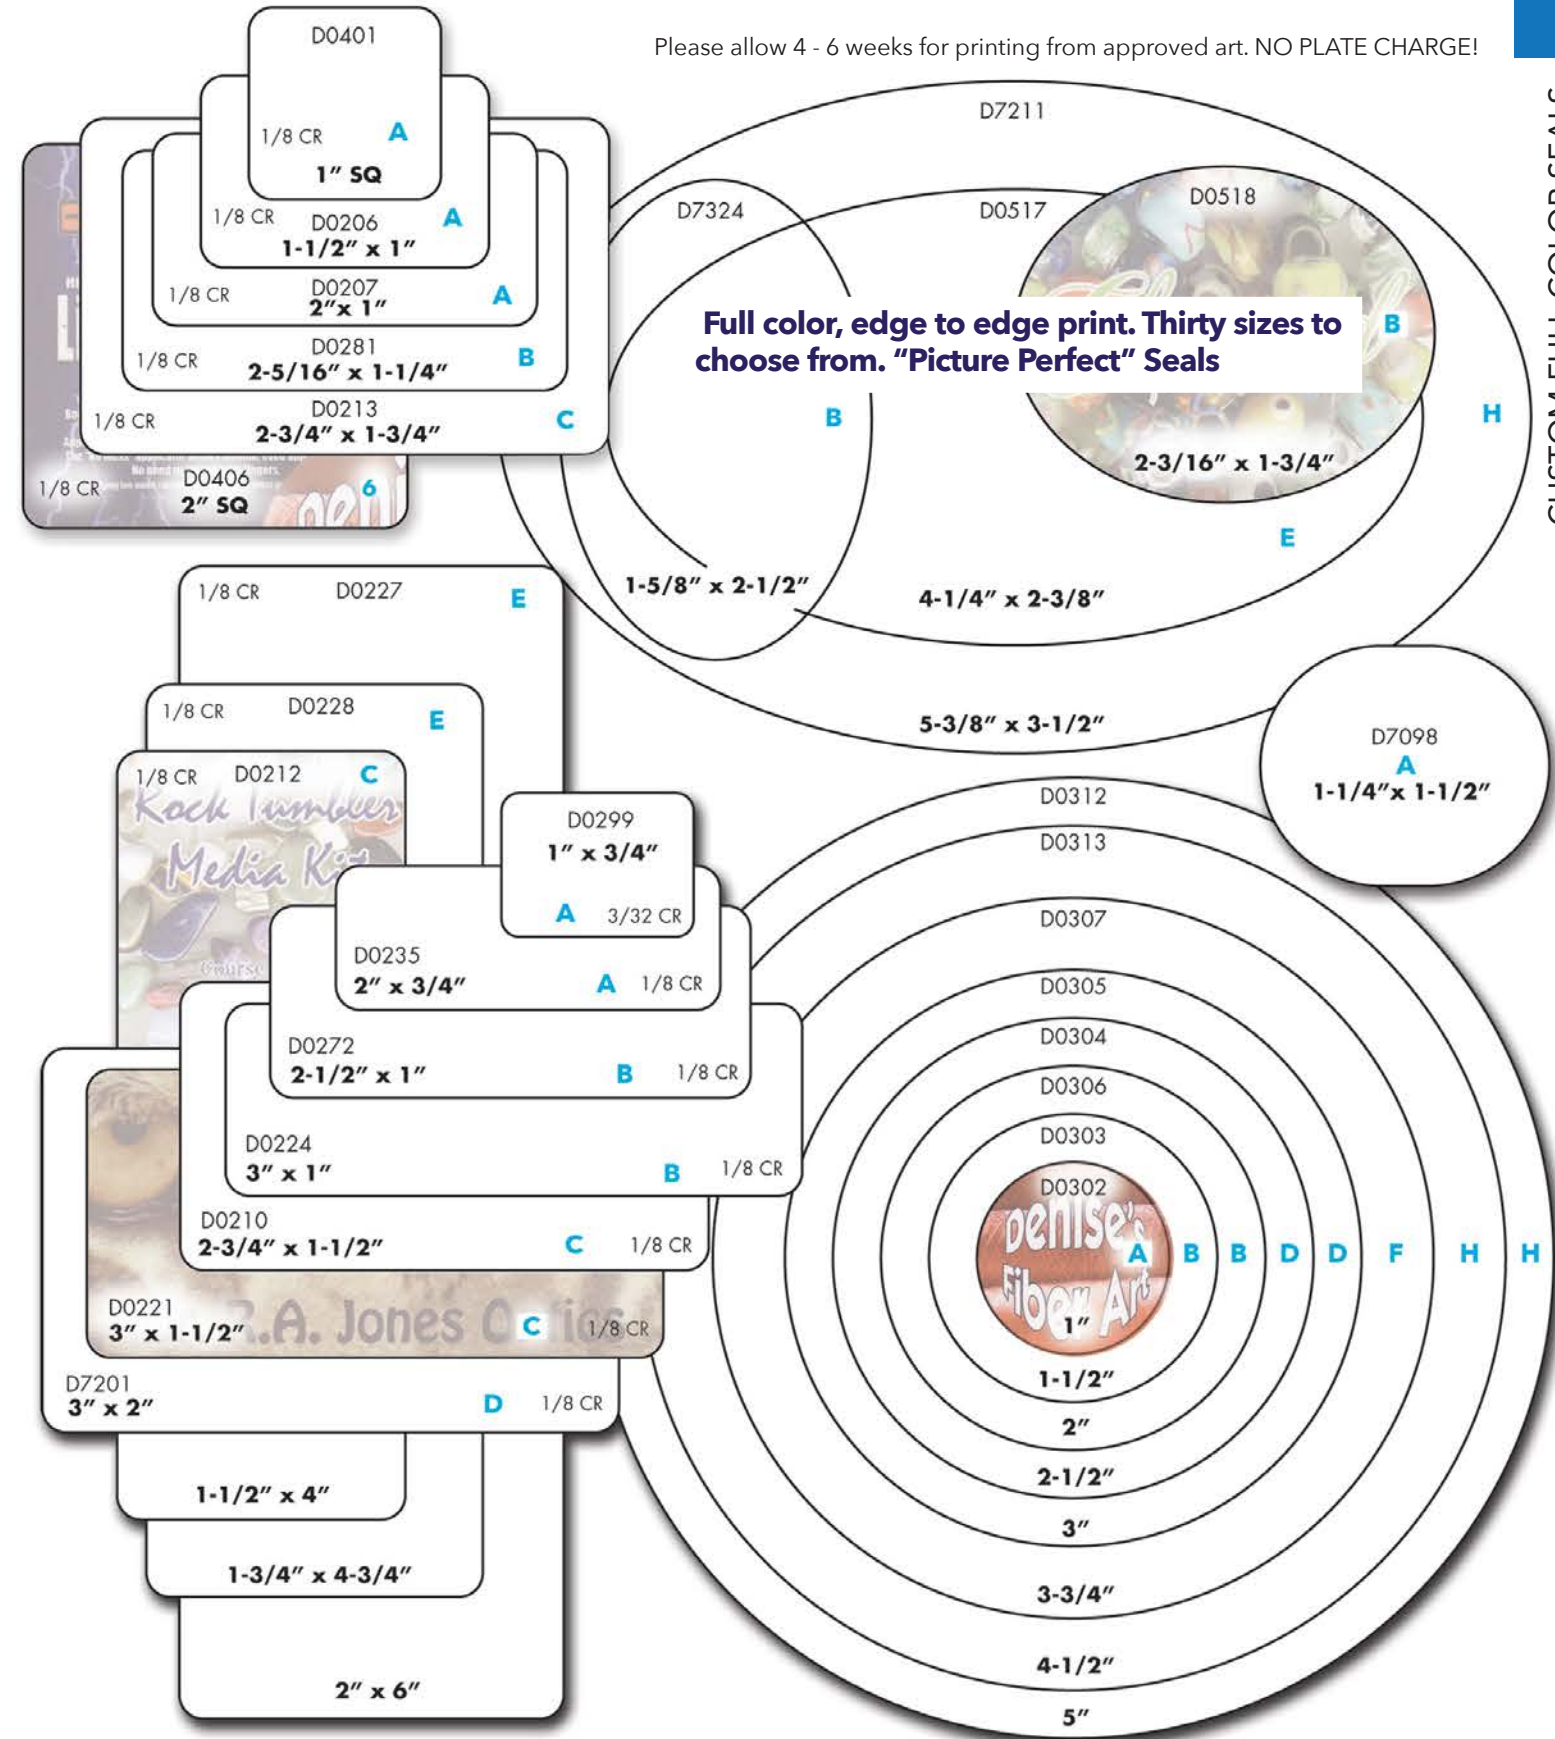 Please allow 4 - 6 weeks for printing from approved art. NO PLATE CHARGE!
CUSTOM FULL COLOR SEALS
D0401
1/8 CR A
1″ SQ
1/8 CR D0206 A
1-1/2″ x 1″
1/8 CR D0207 A
2″x 1″
1/8 CR D0281 B
2-5/16″ x 1-1/4″
1/8 CR D0213 C
2-3/4″ x 1-3/4″
1/8 CR D0406 6
2″ SQ
D7211
D7324
D0517
D0518
Full color, edge to edge print. Thirty sizes to
choose from. “Picture Perfect” Seals
B
B
H
2-3/16″ x 1-3/4″
E
1-5/8″ x 2-1/2″
4-1/4″ x 2-3/8″
5-3/8″ x 3-1/2″
D7098
A
1-1/4″x 1-1/2″
1/8 CR D0227 E
1/8 CR D0228 E
1/8 CR D0212 C
Rock Tumbler
Media
Course
D0299
1″ x 3/4″
A 3/32 CR
D0235
2″ x 3/4″ A 1/8 CR
D0272
2-1/2″ x 1″ B 1/8 CR
D0224
3″ x 1″ B 1/8 CR
D0210
2-3/4″ x 1-1/2″ C 1/8 CR
D0221
3″ x 1-1/2″ C 1/8 CR
R.A. Jones
D7201
3″ x 2″ D 1/8 CR
1-1/2″ x 4″
1-3/4″ x 4-3/4″
2″ x 6″
D0312
D0313
D0307
D0305
D0304
D0306
D0303
D0302
Denise's
Fiber Art
A B B D D F H H
1″
1-1/2″
2″
2-1/2″
3″
3-3/4″
4-1/2″
5″